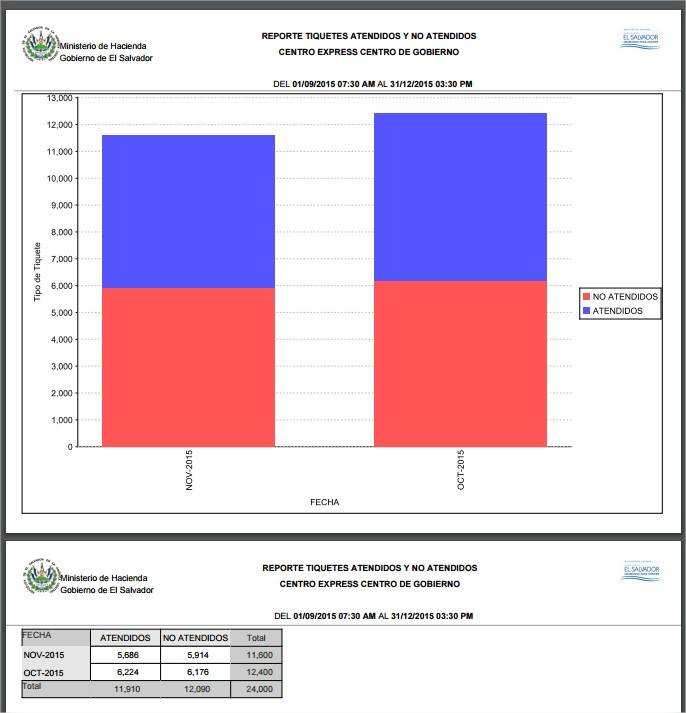 REPORTE TIQUETES ATENDIDOS Y NO ATENDIDOS
Ministerio de Hacienda
CENTRO EXPRESS CENTRO DE GOBIERNO
Gobierno de El Salvador
EL SALVADOR
DEL 01/09/2015 07:30 AM AL 31/12/2015 03:30 PM
13,000
12,000
11,000
10,000
9,000
8,000
7,000
6,000
5,000
4,000
3,000
2,000
1,000
0
Tipo de Tiquete
NO ATENDIDOS
ATENDIDOS
NOV-2015
OCT-2015
FECHA
REPORTE TIQUETES ATENDIDOS Y NO ATENDIDOS
Ministerio de Hacienda
CENTRO EXPRESS CENTRO DE GOBIERNO
Gobierno de El Salvador
EL SALVADOR
DEL 01/09/2015 07:30 AM AL 31/12/2015 03:30 PM
FECHA ATENDIDOS NO ATENDIDOS Total
NOV-2015 5,686 5,914 11,600
OCT-2015 6,224 6,176 12,400
Total 11,910 12,090 24,000